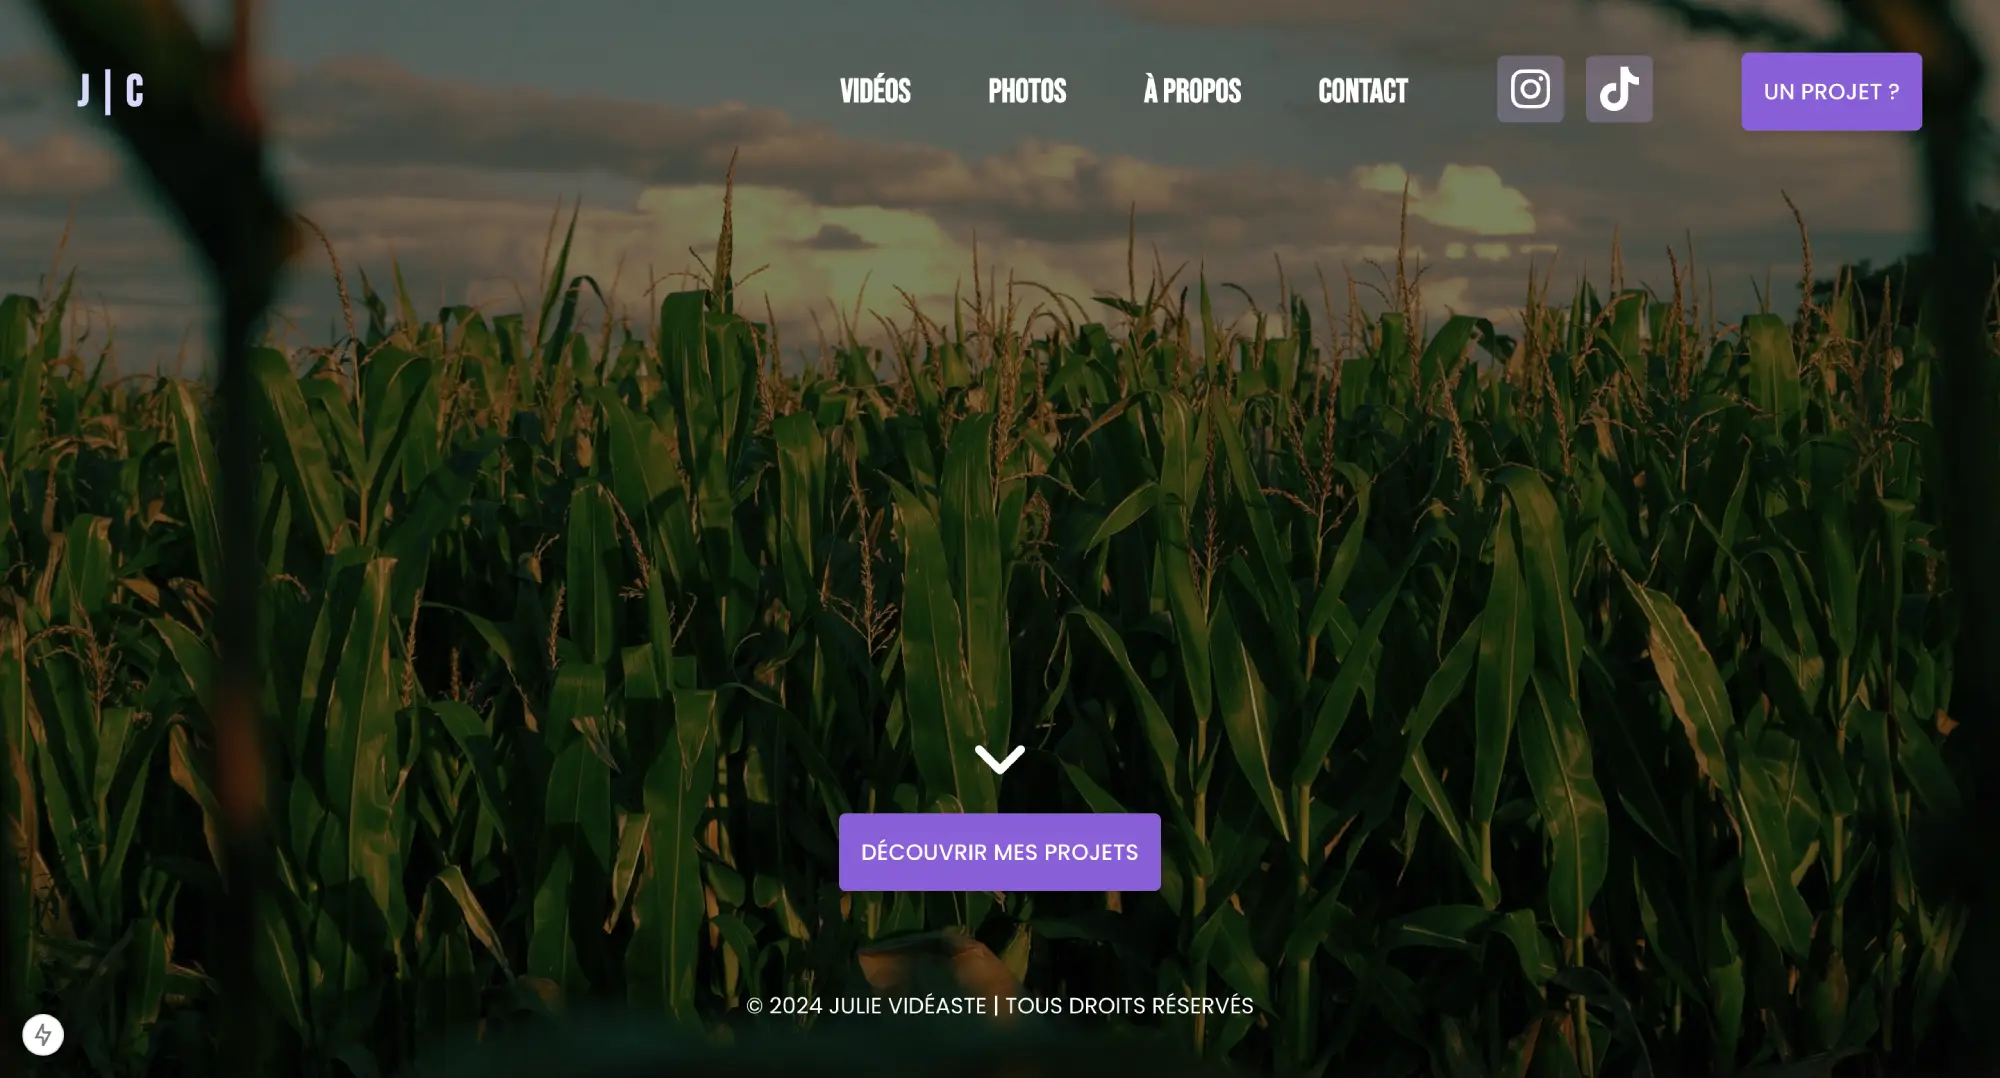 J | C
VIDÉOS
PHOTOS
À PROPOS
CONTACT
UN PROJET ?
DÉCOUVRIR MES PROJETS
© 2024 JULIE VIDÉASTE | TOUS DROITS RÉSERVÉS